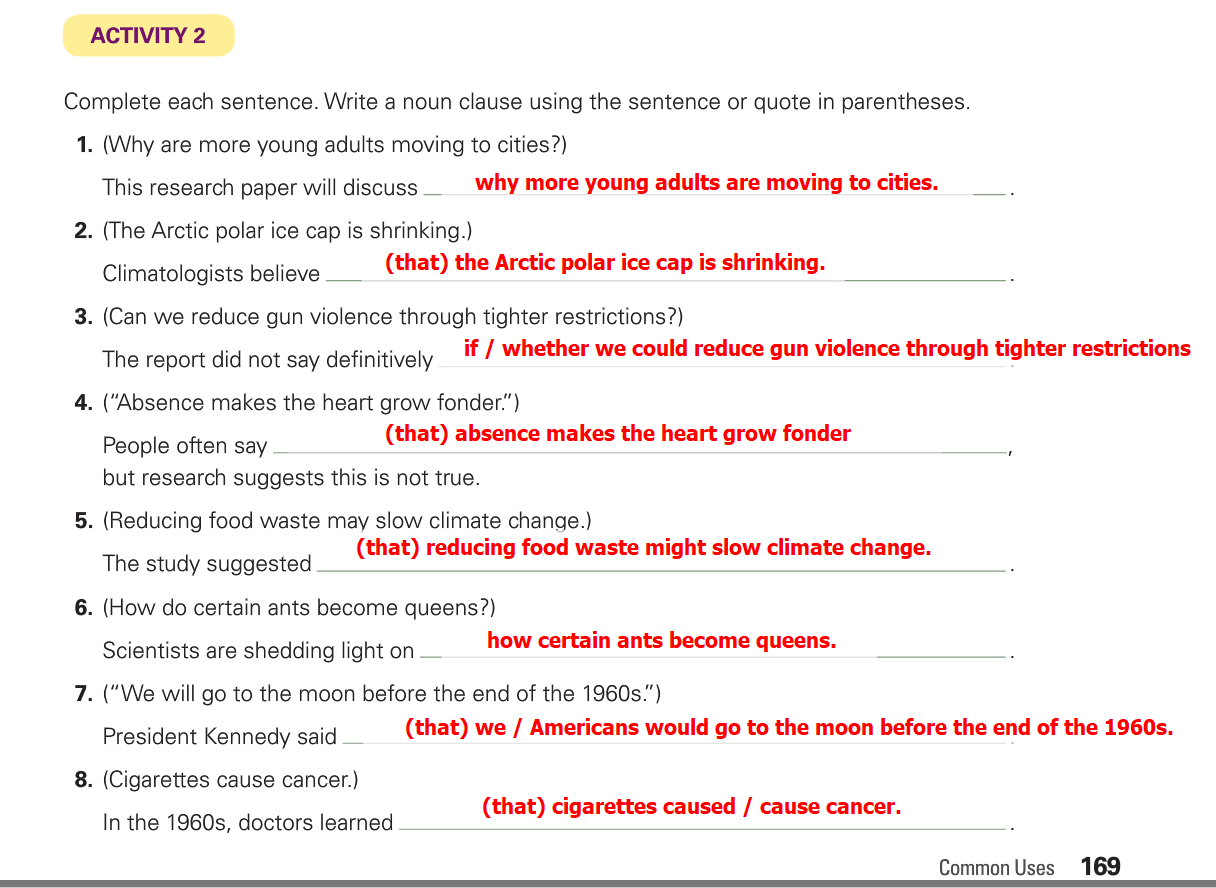 ACTIVITY 2
Complete each sentence. Write a noun clause using the sentence or quote in parentheses.
1. (Why are more young adults moving to cities?)
This research paper will discuss why more young adults are moving to cities. .
2. (The Arctic polar ice cap is shrinking.)
Climatologists believe (that) the Arctic polar ice cap is shrinking. .
3. (Can we reduce gun violence through tighter restrictions?)
The report did not say definitively if / whether we could reduce gun violence through tighter restrictions .
4. (“Absence makes the heart grow fonder.”)
People often say (that) absence makes the heart grow fonder ,
but research suggests this is not true.
5. (Reducing food waste may slow climate change.)
The study suggested (that) reducing food waste might slow climate change. .
6. (How do certain ants become queens?)
Scientists are shedding light on how certain ants become queens. .
7. (“We will go to the moon before the end of the 1960s.”)
President Kennedy said (that) we / Americans would go to the moon before the end of the 1960s. .
8. (Cigarettes cause cancer.)
In the 1960s, doctors learned (that) cigarettes caused / cause cancer. .
Common Uses 169